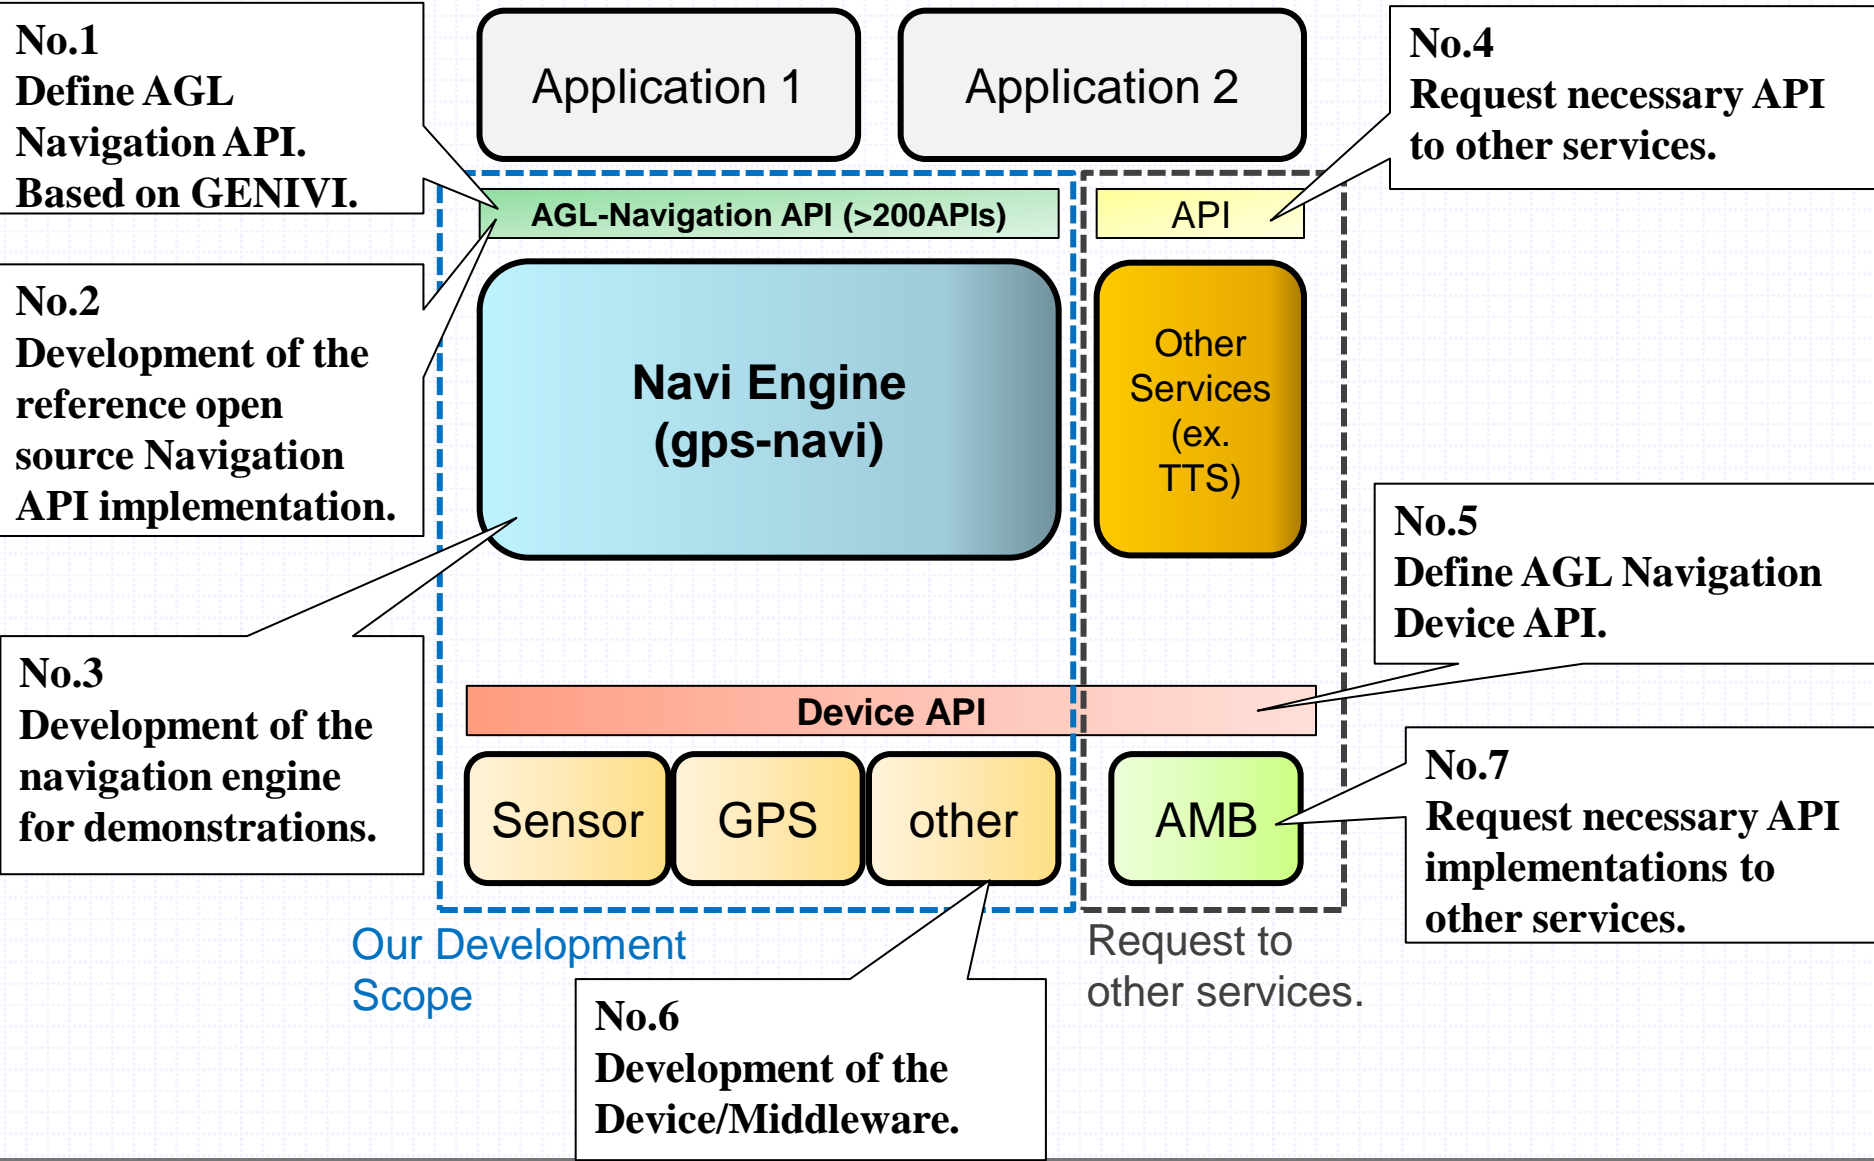 No.1
Define AGL
Navigation API.
Based on GENIVI.
Application 1
Application 2
No.4
Request necessary API
to other services.
AGL-Navigation API (>200APIs)
API
No.2
Development of the
reference open
source Navigation
API implementation.
Navi Engine
(gps-navi)
Other
Services
(ex.
TTS)
No.5
Define AGL Navigation
Device API.
No.3
Development of the
navigation engine
for demonstrations.
Device API
Sensor
GPS
other
AMB
No.7
Request necessary API
implementations to
other services.
Our Development
Scope
Request to
other services.
No.6
Development of the
Device/Middleware.